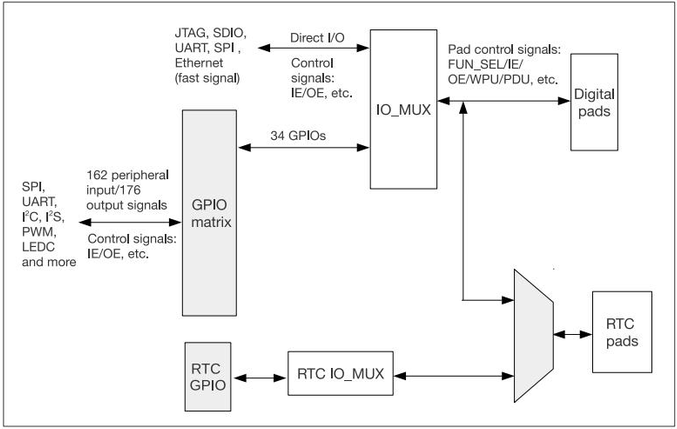 JTAG, SDIO,
UART, SPI ,
Ethernet
(fast signal)
Direct I/O
Control
signals:
IE/OE, etc.
IO_MUX
Pad control signals:
FUN_SEL/IE/
OE/WPU/PDU, etc.
Digital
pads
34 GPIOs
SPI,
UART,
I²C, I²S,
PWM,
LEDC
and more
162 peripheral
input/176
output signals
Control signals:
IE/OE, etc.
GPIO
matrix
RTC
GPIO
RTC IO_MUX
RTC
pads